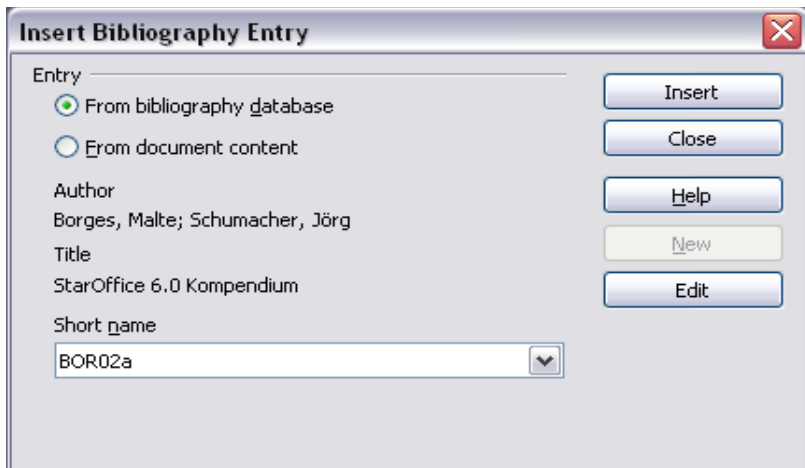 Insert Bibliography Entry
Entry
From bibliography database
From document content
Author
Borges, Malte; Schumacher, Jörg
Title
StarOffice 6.0 Kompendium
Short name
BOR02a
Insert
Close
Help
New
Edit